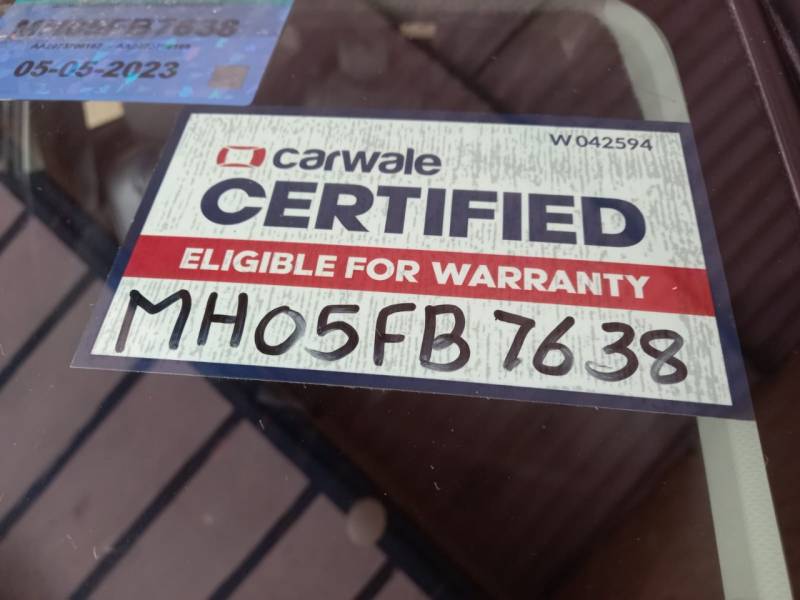 MH05FB7638
05-05-2023
W042594
carwale
CERTIFIED
ELIGIBLE FOR WARRANTY
MH05FB7638